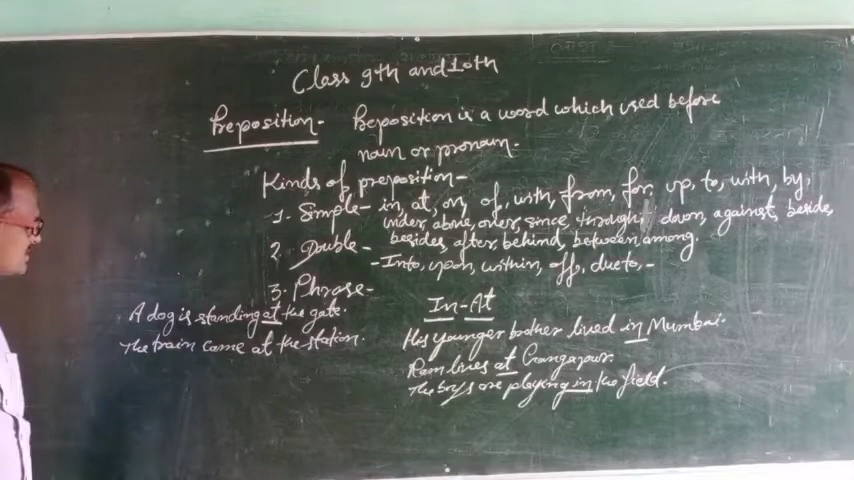 Class 9th and 10th
Preposition- Preposition is a word which used before
noun or pronoun.
Kinds of preposition-
1. Simple- in, at, on, of, with, from, for, up, to, with, by,
under, above, over, since, through, down, against, beside,
besides, after, behind, between, among.
2. Double - Into, upon, within, off, due to, -
3. Phrase-
In - At
A dog is standing at the gate.
The train came at the station.
His younger brother lived in Mumbai.
Ram lives at Gangapur.
The boys are playing in the field.